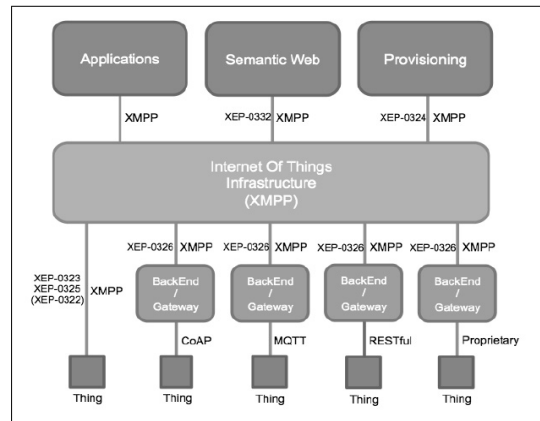 Applications
Semantic Web
Provisioning
XMPP
XEP-0332 XMPP
XEP-0324 XMPP
Internet Of Things
Infrastructure
(XMPP)
XEP-0326 XMPP
XEP-0326 XMPP
XEP-0326 XMPP
XEP-0326 XMPP
XEP-0323
XEP-0325
(XEP-0322)
XMPP
BackEnd
/
Gateway
BackEnd
/
Gateway
BackEnd
/
Gateway
BackEnd
/
Gateway
CoAP
MQTT
RESTful
Proprietary
Thing
Thing
Thing
Thing
Thing